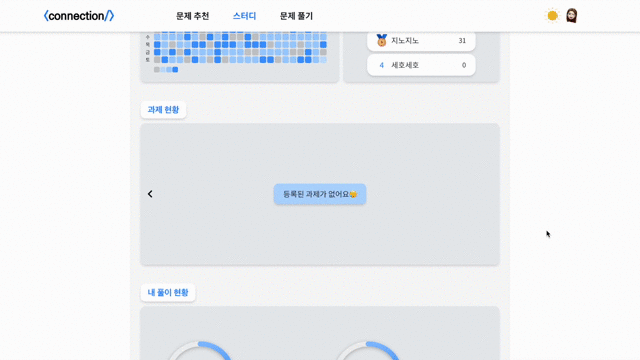 <connection/>
문제 추천
스터디
문제 풀기
수
목
금
토
지노지노
31
4
세호세호
0
과제 현황
등록된 과제가 없어요😥
내 풀이 현황